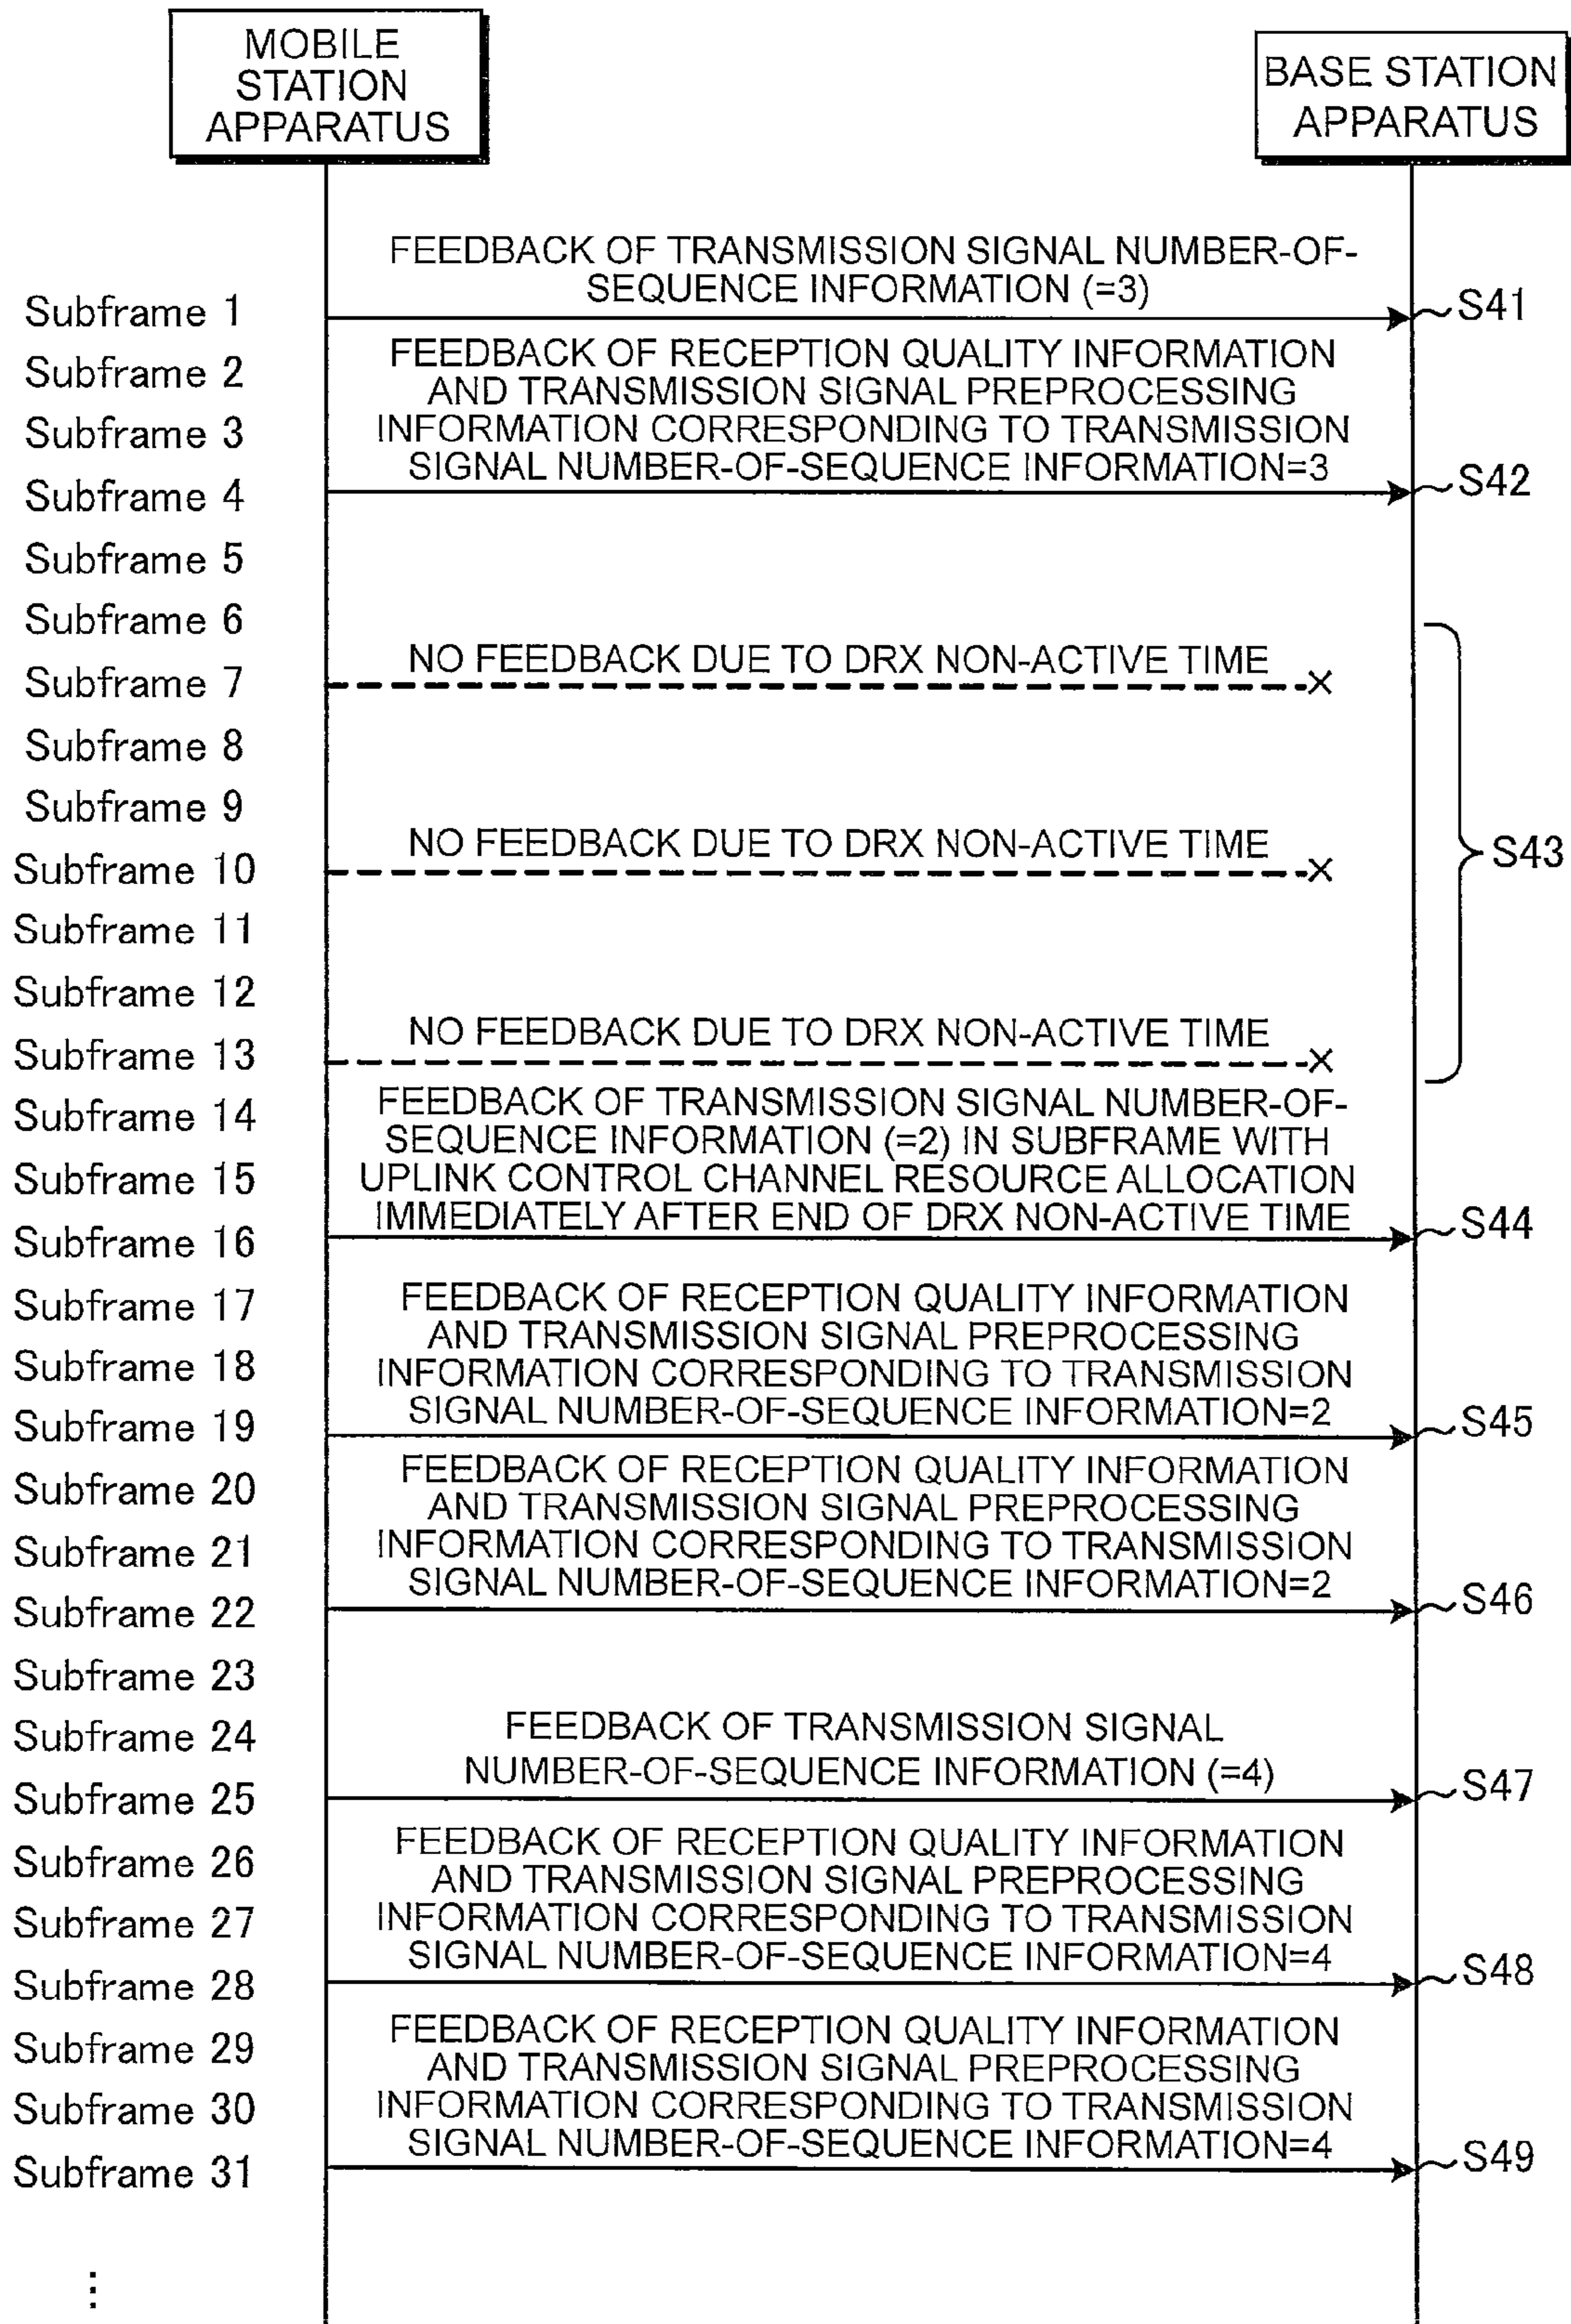 MOBILE
STATION
APPARATUS
BASE STATION
APPARATUS
FEEDBACK OF TRANSMISSION SIGNAL NUMBER-OF-
SEQUENCE INFORMATION (=3)
Subframe 1
S41
Subframe 2
FEEDBACK OF RECEPTION QUALITY INFORMATION
AND TRANSMISSION SIGNAL PREPROCESSING
Subframe 3
INFORMATION CORRESPONDING TO TRANSMISSION
SIGNAL NUMBER-OF-SEQUENCE INFORMATION=3
Subframe 4
S42
Subframe 5
Subframe 6
NO FEEDBACK DUE TO DRX NON-ACTIVE TIME
Subframe 7
×
Subframe 8
Subframe 9
NO FEEDBACK DUE TO DRX NON-ACTIVE TIME
Subframe 10
×
S43
Subframe 11
Subframe 12
NO FEEDBACK DUE TO DRX NON-ACTIVE TIME
Subframe 13
×
Subframe 14
FEEDBACK OF TRANSMISSION SIGNAL NUMBER-OF-
SEQUENCE INFORMATION (=2) IN SUBFRAME WITH
Subframe 15
UPLINK CONTROL CHANNEL RESOURCE ALLOCATION
IMMEDIATELY AFTER END OF DRX NON-ACTIVE TIME
Subframe 16
S44
Subframe 17
FEEDBACK OF RECEPTION QUALITY INFORMATION
AND TRANSMISSION SIGNAL PREPROCESSING
Subframe 18
INFORMATION CORRESPONDING TO TRANSMISSION
SIGNAL NUMBER-OF-SEQUENCE INFORMATION=2
Subframe 19
S45
FEEDBACK OF RECEPTION QUALITY INFORMATION
Subframe 20
AND TRANSMISSION SIGNAL PREPROCESSING
Subframe 21
INFORMATION CORRESPONDING TO TRANSMISSION
SIGNAL NUMBER-OF-SEQUENCE INFORMATION=2
Subframe 22
S46
Subframe 23
Subframe 24
FEEDBACK OF TRANSMISSION SIGNAL
NUMBER-OF-SEQUENCE INFORMATION (=4)
Subframe 25
S47
FEEDBACK OF RECEPTION QUALITY INFORMATION
Subframe 26
AND TRANSMISSION SIGNAL PREPROCESSING
Subframe 27
INFORMATION CORRESPONDING TO TRANSMISSION
SIGNAL NUMBER-OF-SEQUENCE INFORMATION=4
Subframe 28
S48
FEEDBACK OF RECEPTION QUALITY INFORMATION
Subframe 29
AND TRANSMISSION SIGNAL PREPROCESSING
Subframe 30
INFORMATION CORRESPONDING TO TRANSMISSION
SIGNAL NUMBER-OF-SEQUENCE INFORMATION=4
Subframe 31
S49
⋮